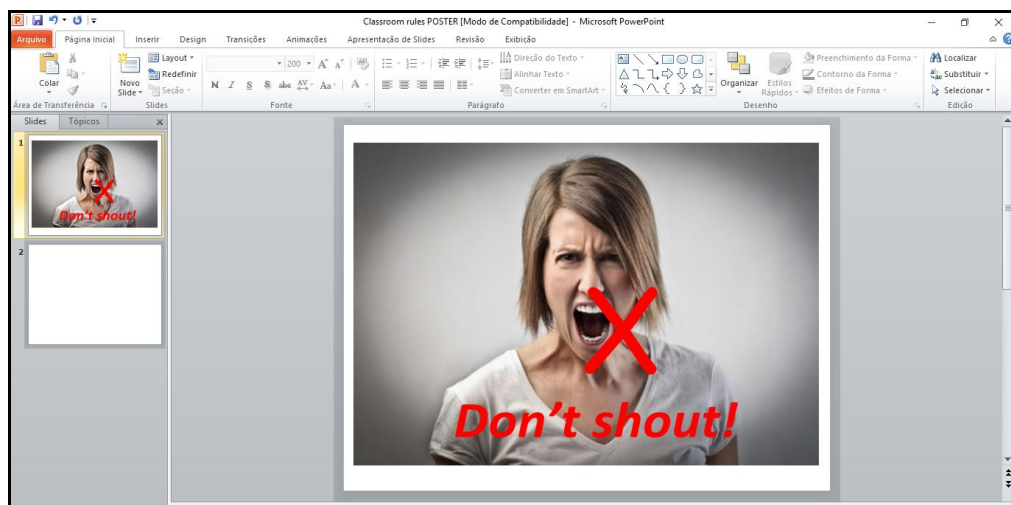 Classroom rules POSTER [Modo de Compatibilidade] - Microsoft PowerPoint
Arquivo Página Inicial Inserir Design Transições Animações Apresentação de Slides Revisão Exibição
Colar
Área de Transferência
Novo Slide
Layout
Redefinir
Seção
Slides
200
N I S S abc AV Aa A
Fonte
Direção do Texto
Alinhar Texto
Converter em SmartArt
Parágrafo
Organizar
Estilos Rápidos
Preenchimento da Forma
Contorno da Forma
Efeitos de Forma
Desenho
Localizar
Substituir
Selecionar
Edição
Slides Tópicos
1
Don't shout!
2
X
Don't shout!